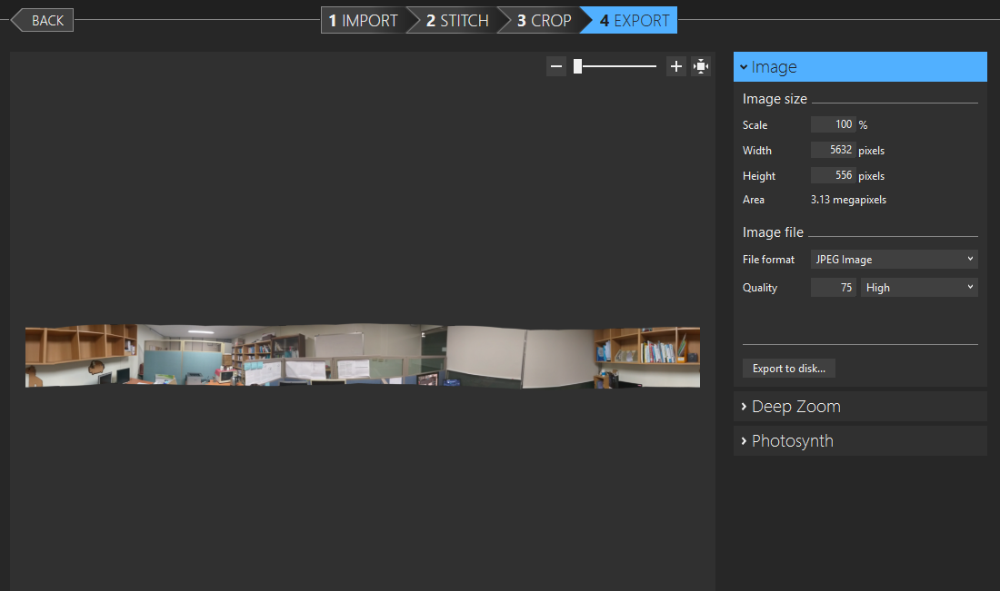 BACK
1 IMPORT
2 STITCH
3 CROP
4 EXPORT
Image
Image size
Scale 100 %
Width 5632 pixels
Height 556 pixels
Area 3.13 megapixels
Image file
File format JPEG Image
Quality 75 High
Export to disk...
Deep Zoom
Photosynth